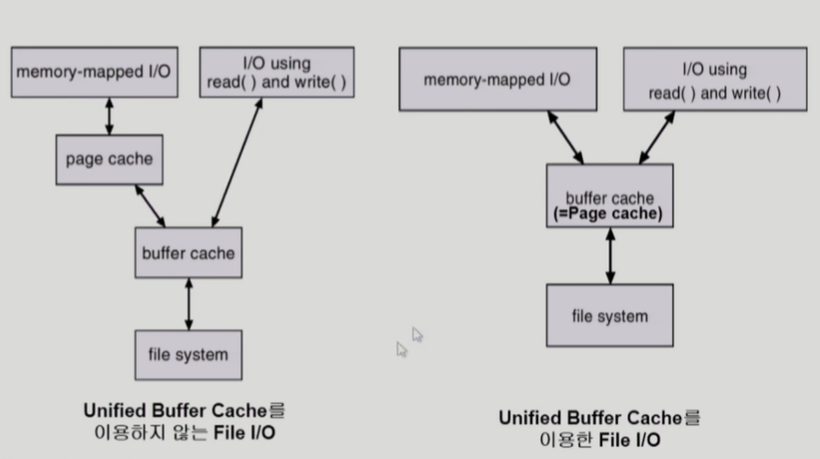 memory-mapped I/O
I/O using
read( ) and write( )
page cache
buffer cache
file system
Unified Buffer Cache를
이용하지 않는 File I/O
memory-mapped I/O
I/O using
read( ) and write( )
buffer cache
(=Page cache)
file system
Unified Buffer Cache를
이용한 File I/O